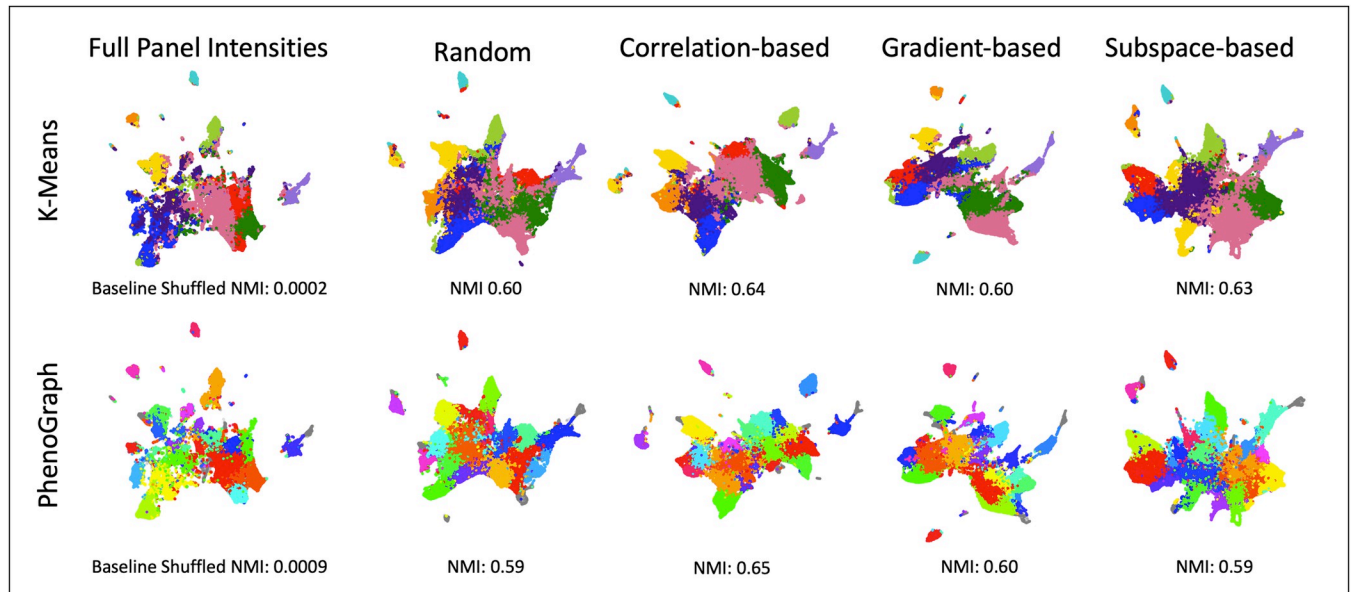 Full Panel Intensities
Random
Correlation-based
Gradient-based
Subspace-based
K-Means
Baseline Shuffled NMI: 0.0002
NMI 0.60
NMI: 0.64
NMI: 0.60
NMI: 0.63
PhenoGraph
Baseline Shuffled NMI: 0.0009
NMI: 0.59
NMI: 0.65
NMI: 0.60
NMI: 0.59